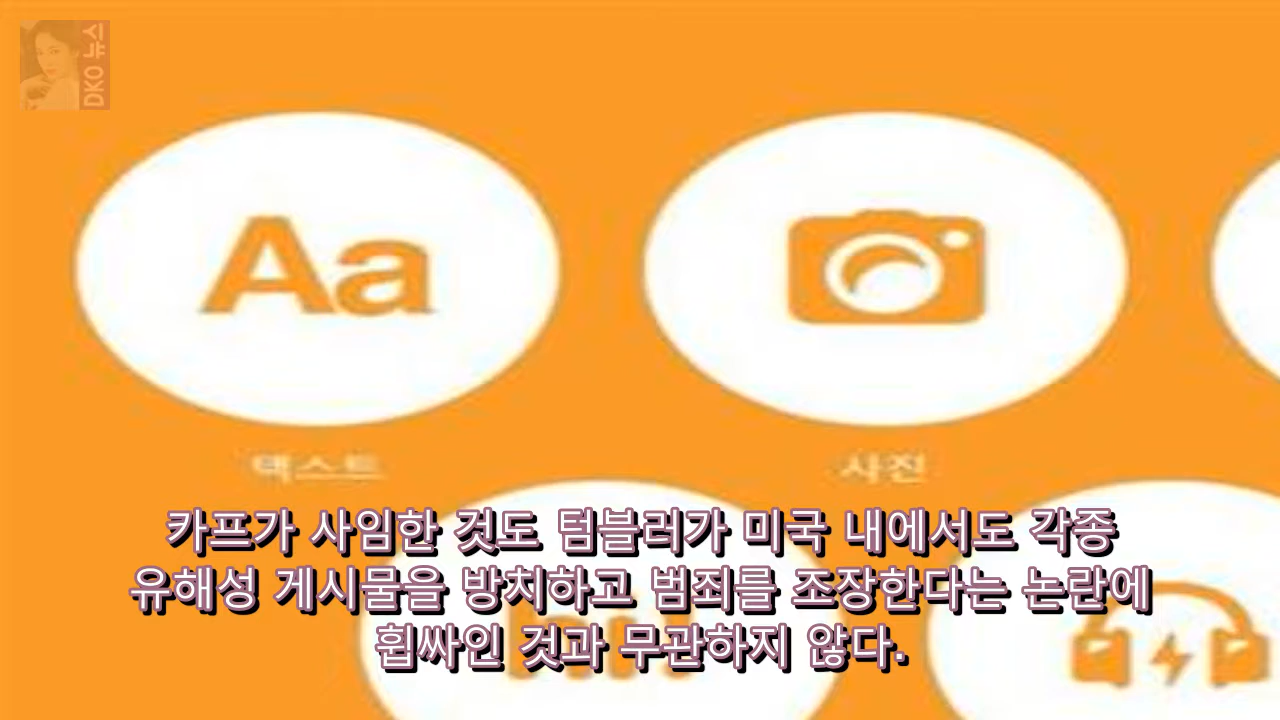 DKO 뉴스
Aa
텍스트
사진
카프가 사임한 것도 텀블러가 미국 내에서도 각종
유해성 게시물을 방치하고 범죄를 조장한다는 논란에
휩싸인 것과 무관하지 않다.